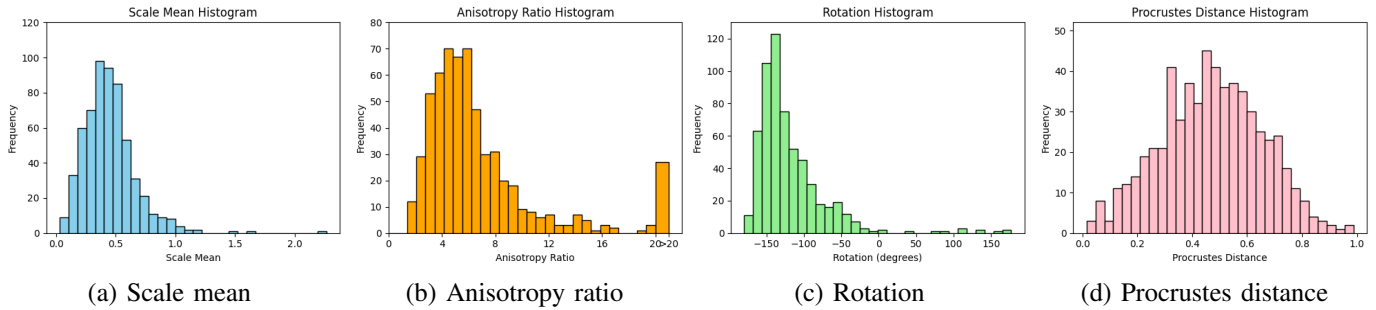 Scale Mean Histogram
120
100
80
60
40
20
0
Frequency
0.0 0.5 1.0 1.5 2.0
Scale Mean
(a) Scale mean
Anisotropy Ratio Histogram
80
70
60
50
40
30
20
10
0
Frequency
0 4 8 12 16 20 >20
Anisotropy Ratio
(b) Anisotropy ratio
Rotation Histogram
120
100
80
60
40
20
0
Frequency
−150 −100 −50 0 50 100 150
Rotation (degrees)
(c) Rotation
Procrustes Distance Histogram
50
40
30
20
10
0
Frequency
0.0 0.2 0.4 0.6 0.8 1.0
Procrustes Distance
(d) Procrustes distance